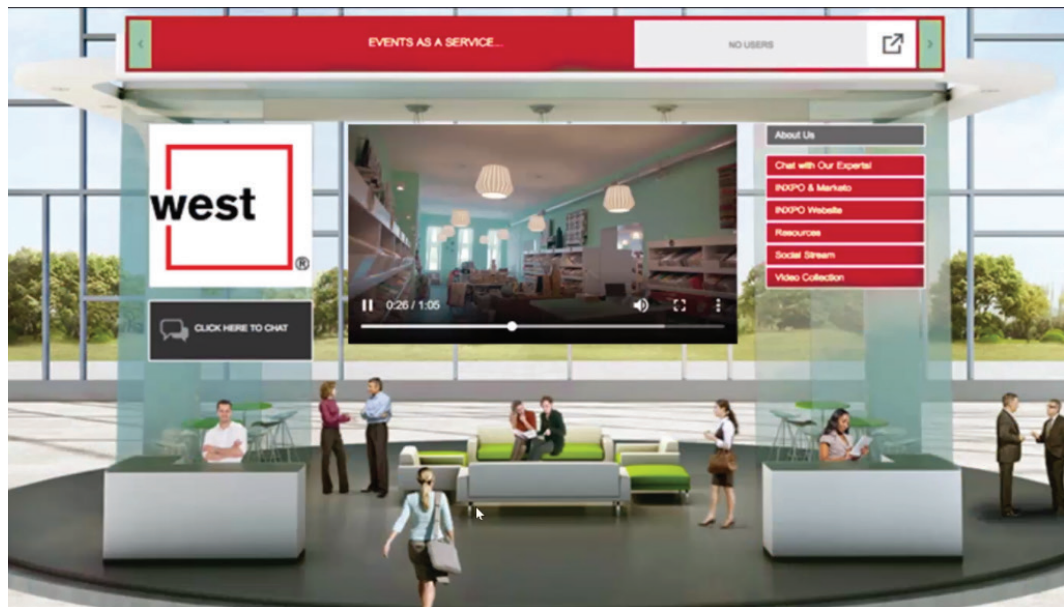 EVENTS AS A SERVICE...
NO USERS
west
®
CLICK HERE TO CHAT
0:26 / 1:05
About Us
Chat with Our Experts!
INXPO & Marketo
INXPO Website
Resources
Social Stream
Video Collection